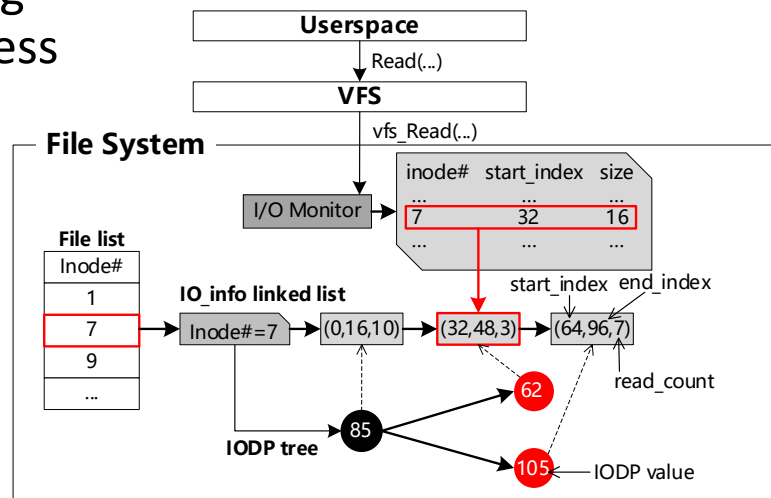 g
ess
Userspace
Read(...)
VFS
vfs_Read(...)
File System
inode# start_index size
... ... ...
7 32 16
... ... ...
I/O Monitor
File list
Inode#
1
7
9
...
IO_info linked list
start_index end_index
Inode#=7 (0,16,10) (32,48,3) (64,96,7)
read_count
62
85
IODP tree
105
IODP value